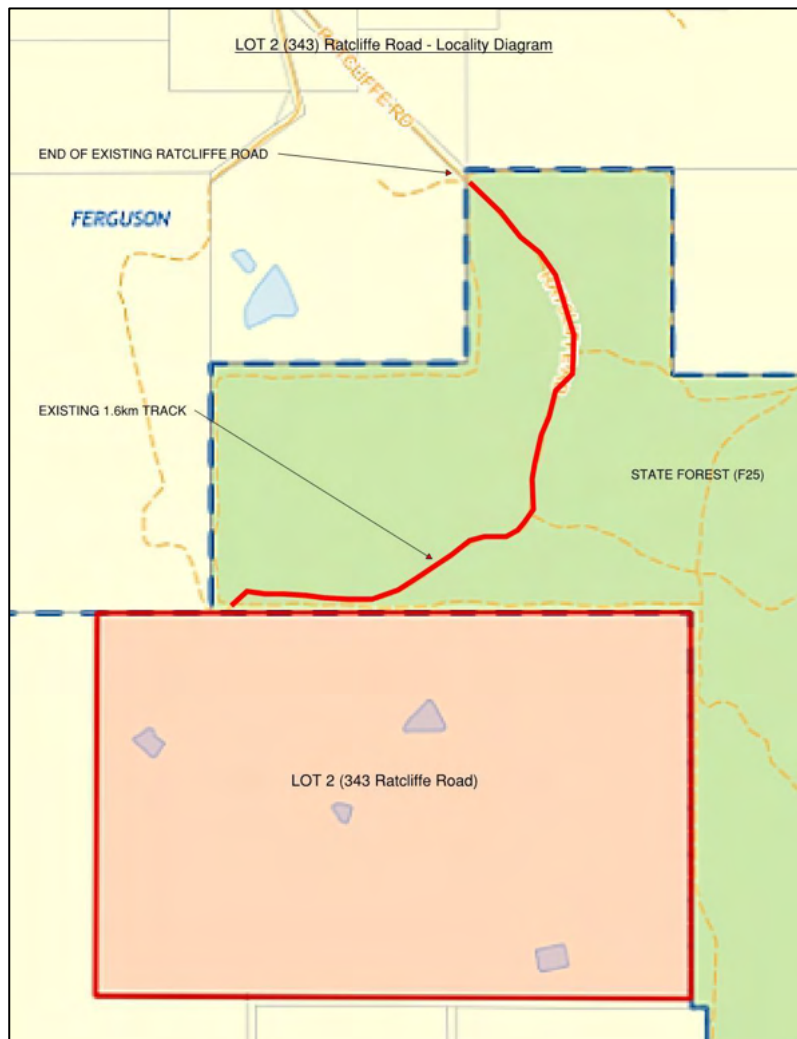 LOT 2 (343) Ratcliffe Road - Locality Diagram
RATCLIFFE RD
END OF EXISTING RATCLIFFE ROAD
FERGUSON
EXISTING 1.6km TRACK
STATE FOREST (F25)
LOT 2 (343 Ratcliffe Road)